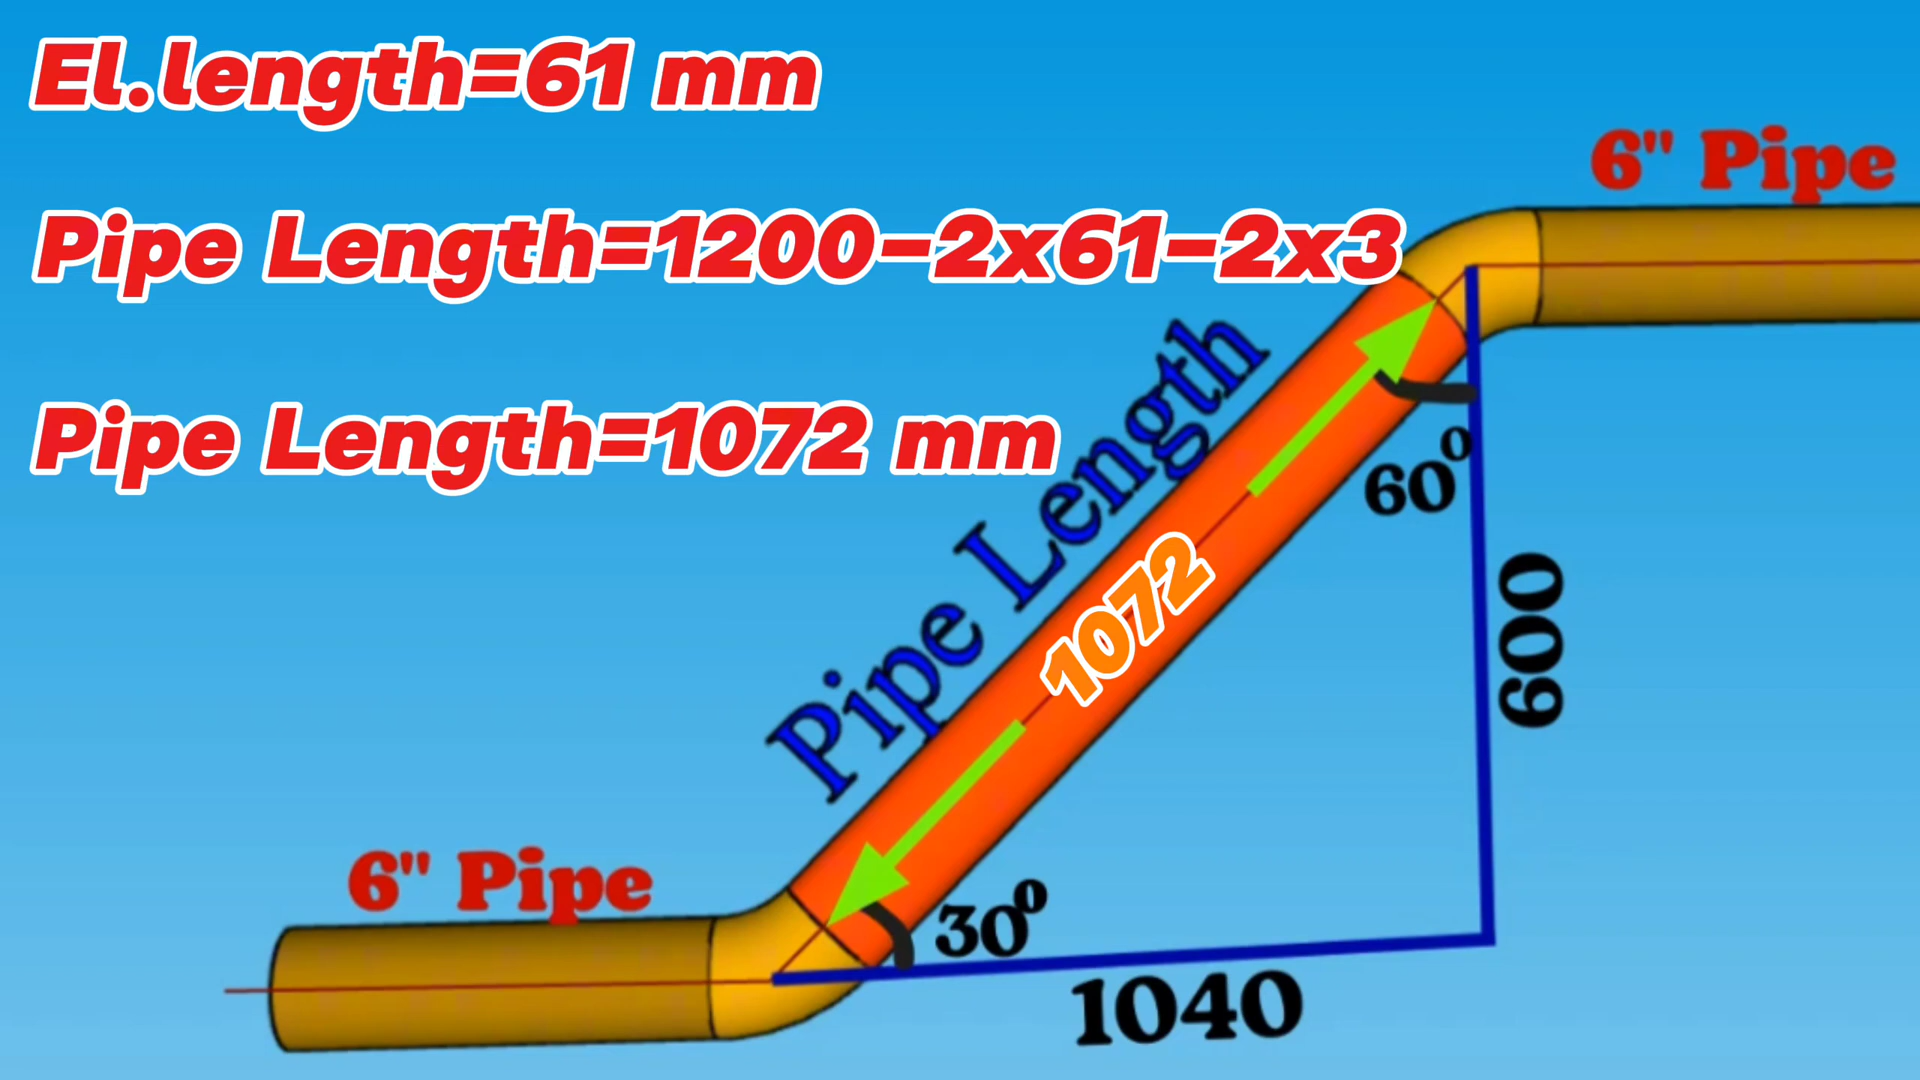 El.length=61 mm
6" Pipe
Pipe Length=1200-2x61-2x3
Pipe Length=1072 mm
Pipe Length
60⁰
1072
600
6" Pipe
30⁰
1040